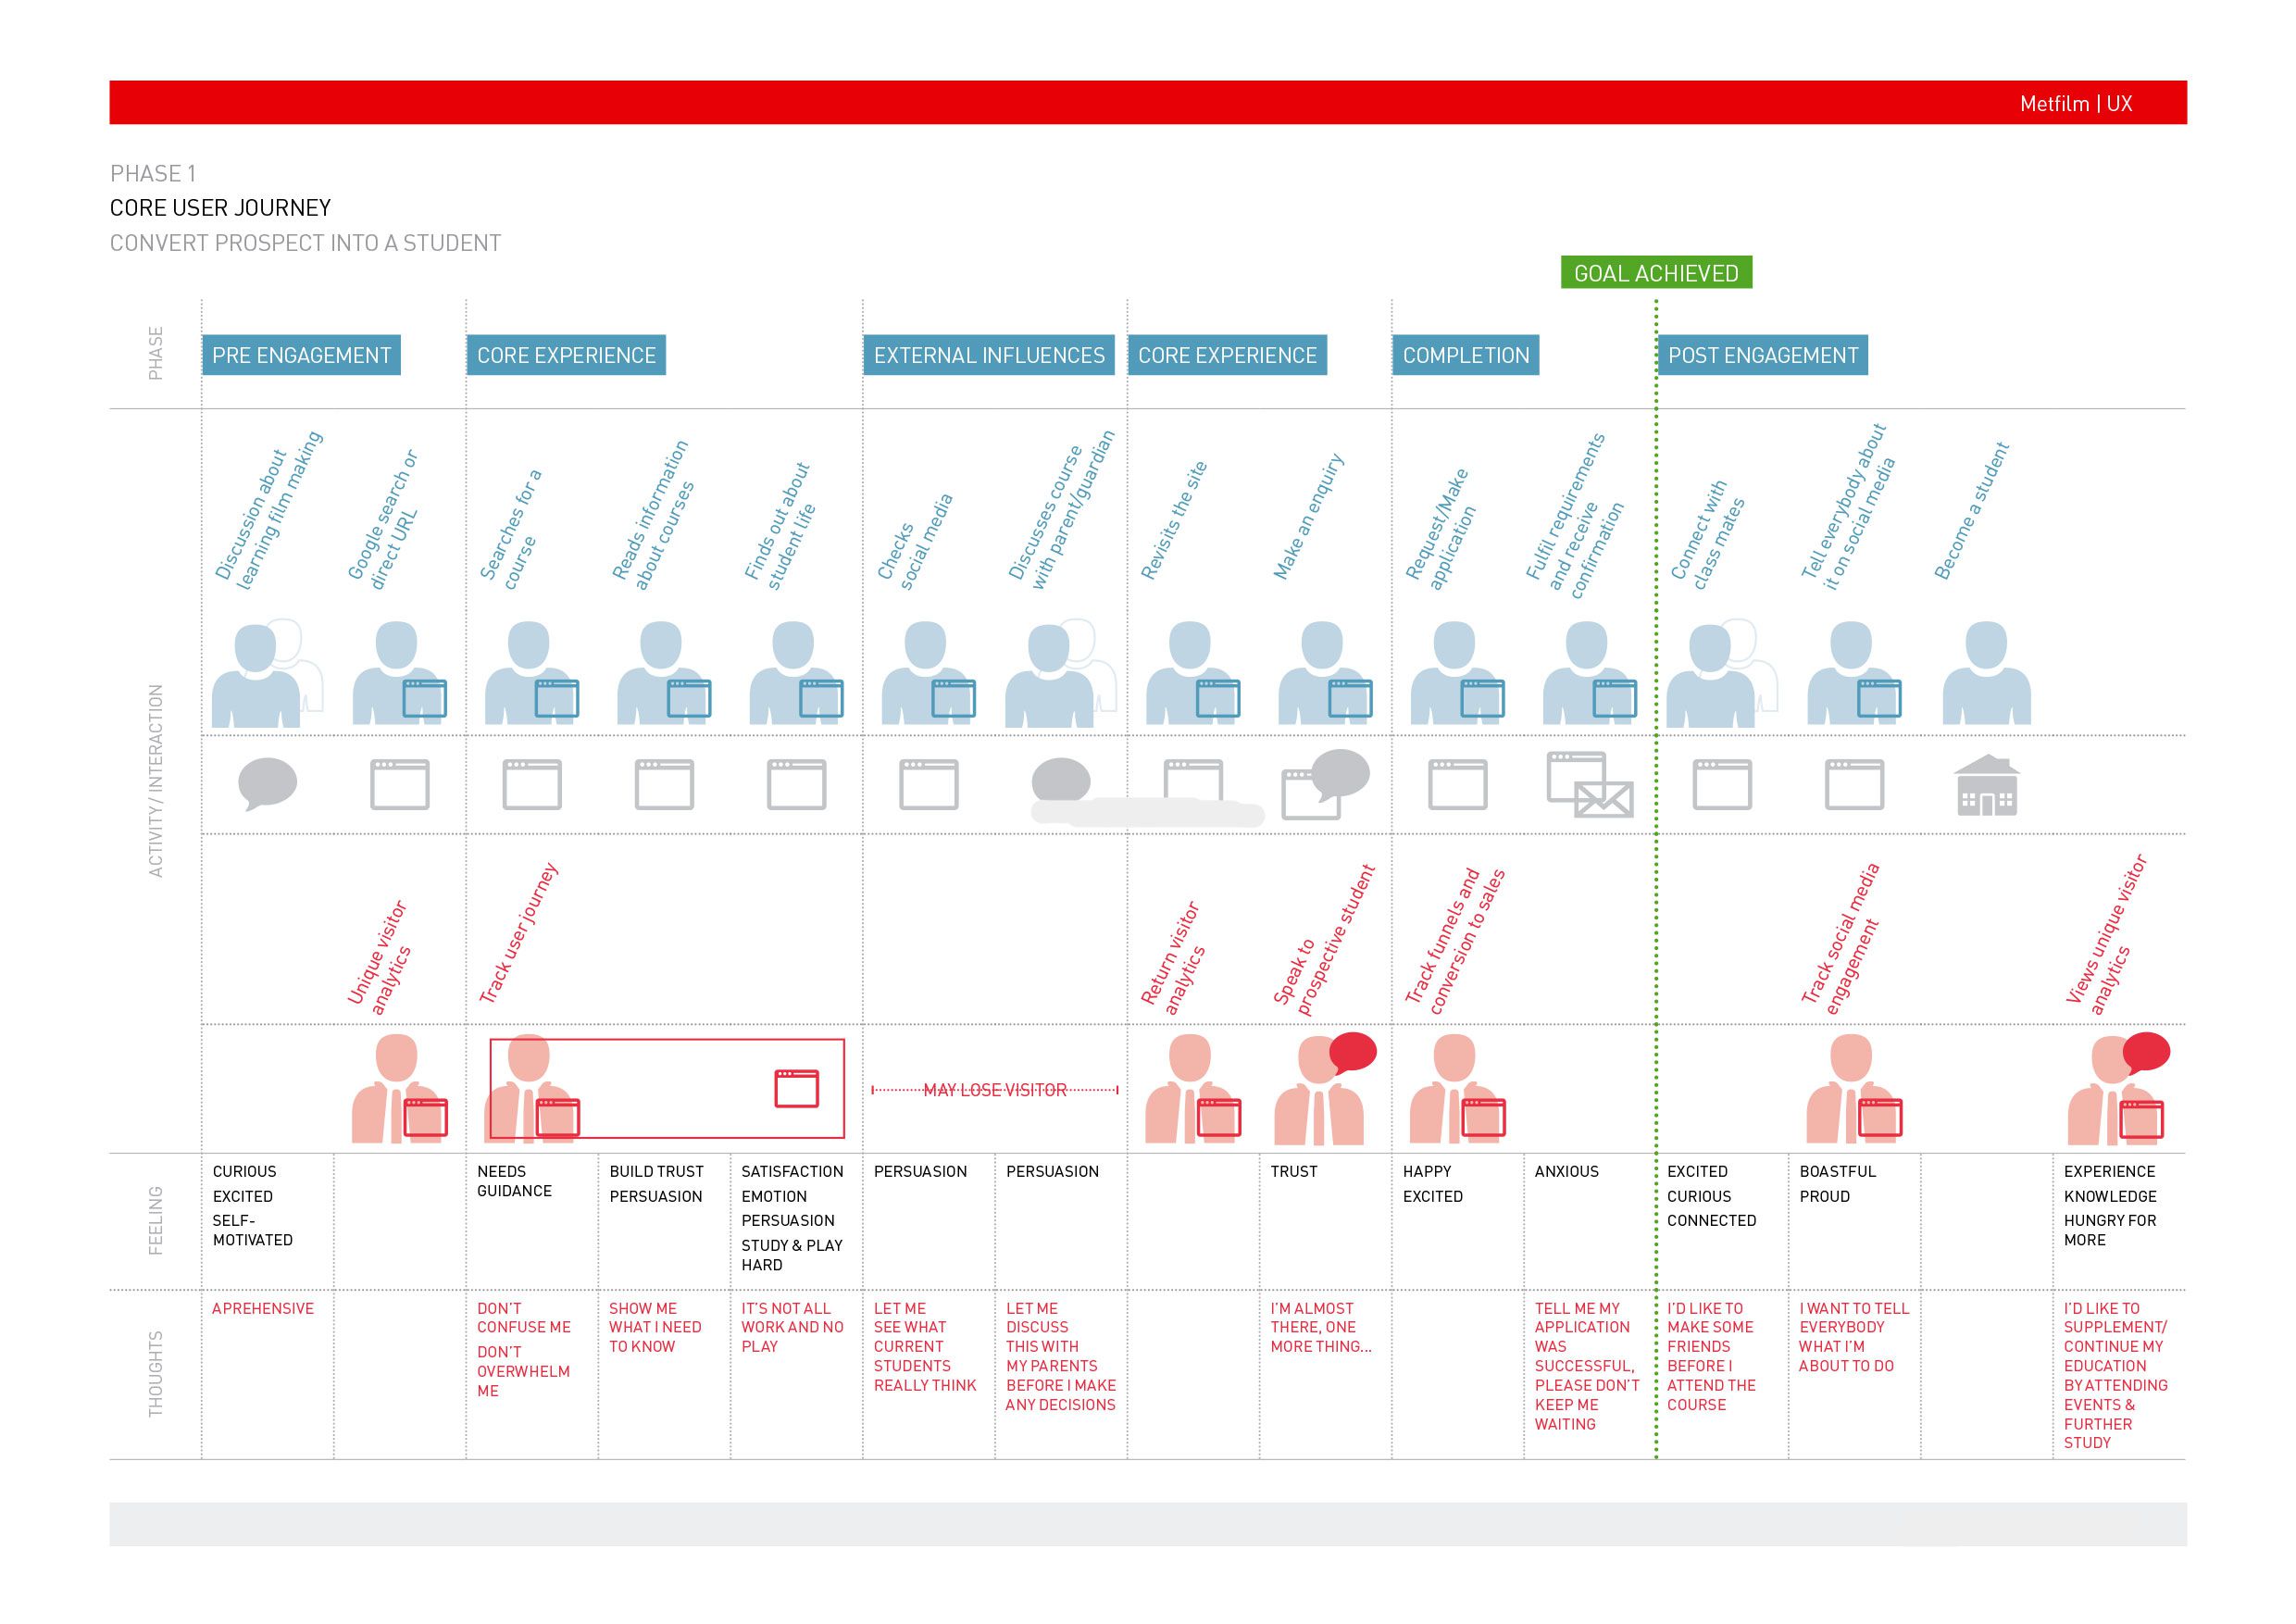 Metfilm | UX
PHASE 1
CORE USER JOURNEY
CONVERT PROSPECT INTO A STUDENT
GOAL ACHIEVED
PHASE
PRE ENGAGEMENT
CORE EXPERIENCE
EXTERNAL INFLUENCES
CORE EXPERIENCE
COMPLETION
POST ENGAGEMENT
ACTIVITY/ INTERACTION
Discussion about
learning film making
Google search or
direct URL
Searches for a
course
Reads information
about courses
Finds out about
student life
Checks
social media
Discusses course
with parent/guardian
Revisits the site
Make an enquiry
Request/Make
application
Fulfil requirements
and receive
confirmation
Connect with
class mates
Tell everybody about
it on social media
Become a student
Unique visitor
analytics
Track user journey
Return visitor
analytics
Speak to
prospective student
Track funnels and
conversion to sales
Track social media
engagement
Views unique visitor
analytics
MAY LOSE VISITOR
FEELING
CURIOUS
EXCITED
SELF-
MOTIVATED
NEEDS
GUIDANCE
BUILD TRUST
PERSUASION
SATISFACTION
EMOTION
PERSUASION
STUDY & PLAY
HARD
PERSUASION
PERSUASION
TRUST
HAPPY
EXCITED
ANXIOUS
EXCITED
CURIOUS
CONNECTED
BOASTFUL
PROUD
EXPERIENCE
KNOWLEDGE
HUNGRY FOR
MORE
THOUGHTS
APREHENSIVE
DON'T
CONFUSE ME
DON'T
OVERWHELM
ME
SHOW ME
WHAT I NEED
TO KNOW
IT'S NOT ALL
WORK AND NO
PLAY
LET ME
SEE WHAT
CURRENT
STUDENTS
REALLY THINK
LET ME
DISCUSS
THIS WITH
MY PARENTS
BEFORE I MAKE
ANY DECISIONS
I'M ALMOST
THERE, ONE
MORE THING...
TELL ME MY
APPLICATION
WAS
SUCCESSFUL,
PLEASE DON'T
KEEP ME
WAITING
I'D LIKE TO
MAKE SOME
FRIENDS
BEFORE I
ATTEND THE
COURSE
I WANT TO TELL
EVERYBODY
WHAT I'M
ABOUT TO DO
I'D LIKE TO
SUPPLEMENT/
CONTINUE MY
EDUCATION
BY ATTENDING
EVENTS &
FURTHER
STUDY